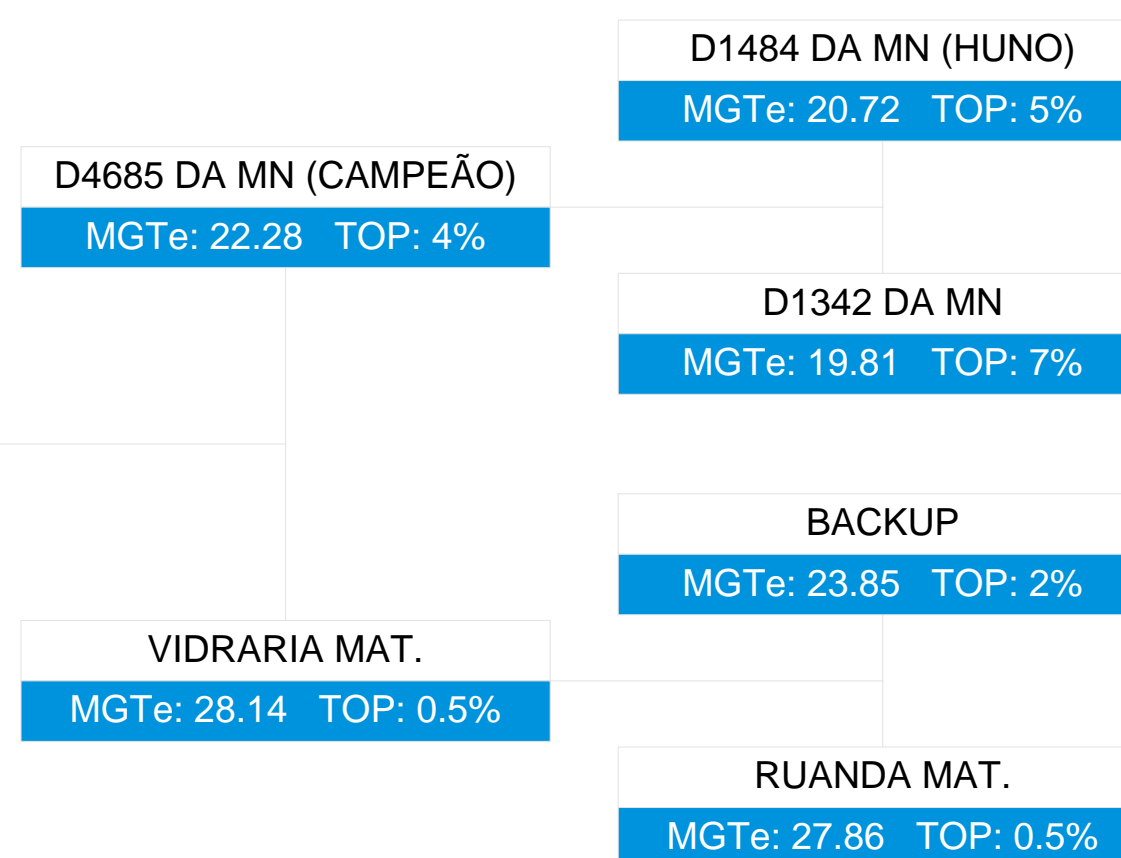 D1484 DA MN (HUNO)
MGTe: 20.72 TOP: 5%
D4685 DA MN (CAMPEÃO)
MGTe: 22.28 TOP: 4%
D1342 DA MN
MGTe: 19.81 TOP: 7%
BACKUP
MGTe: 23.85 TOP: 2%
VIDRARIA MAT.
MGTe: 28.14 TOP: 0.5%
RUANDA MAT.
MGTe: 27.86 TOP: 0.5%